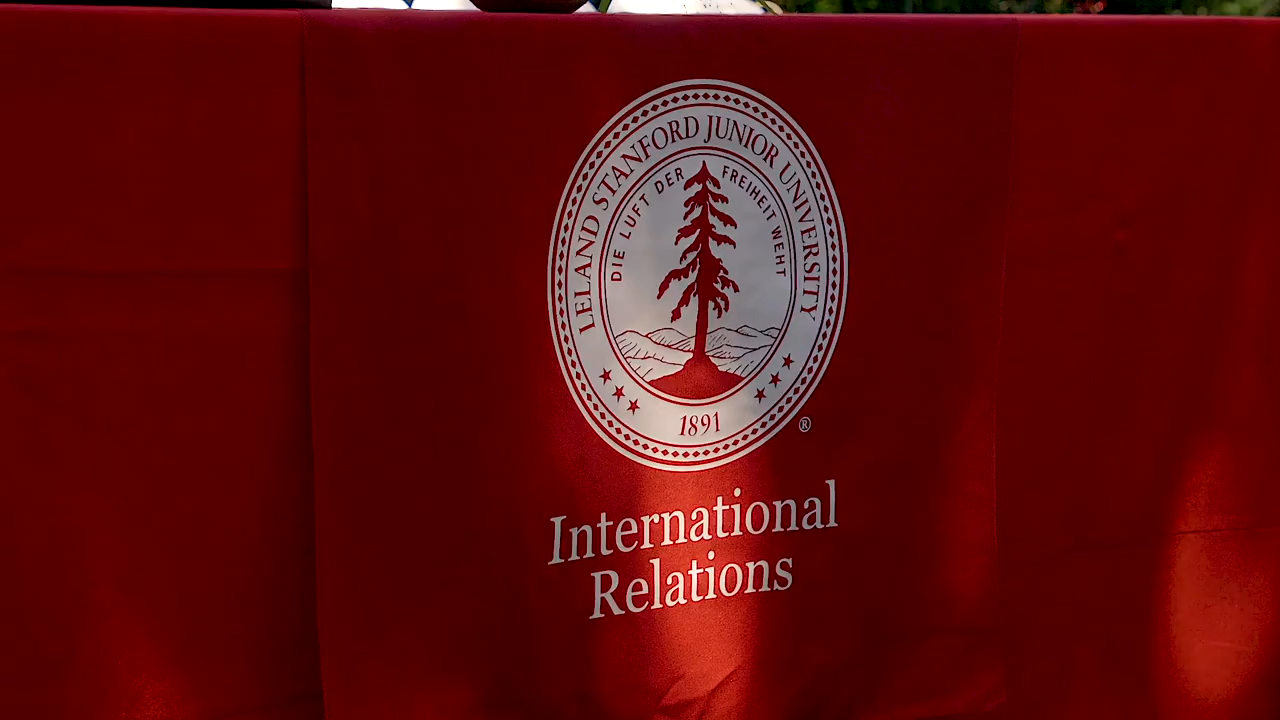 LELAND STANFORD JUNIOR UNIVERSITY
DIE LUFT DER FREIHEIT WEHT
1891
®
International
Relations